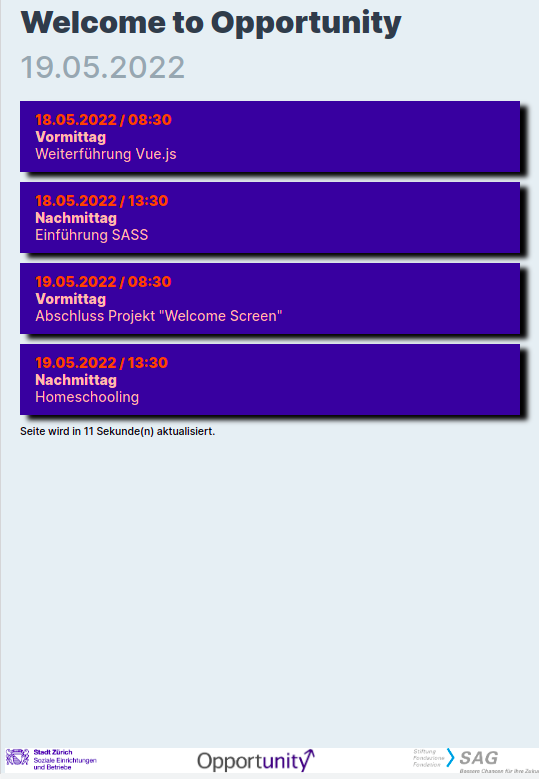 Welcome to Opportunity
19.05.2022
18.05.2022 / 08:30
Vormittag
Weiterführung Vue.js
18.05.2022 / 13:30
Nachmittag
Einführung SASS
19.05.2022 / 08:30
Vormittag
Abschluss Projekt "Welcome Screen"
19.05.2022 / 13:30
Nachmittag
Homeschooling
Seite wird in 11 Sekunde(n) aktualisiert.
Stadt Zürich
Soziale Einrichtungen
und Betriebe
Opportunity
Stiftung
Fondazione
Fondation
SAG
Bessere Chancen für Ihre Zukun